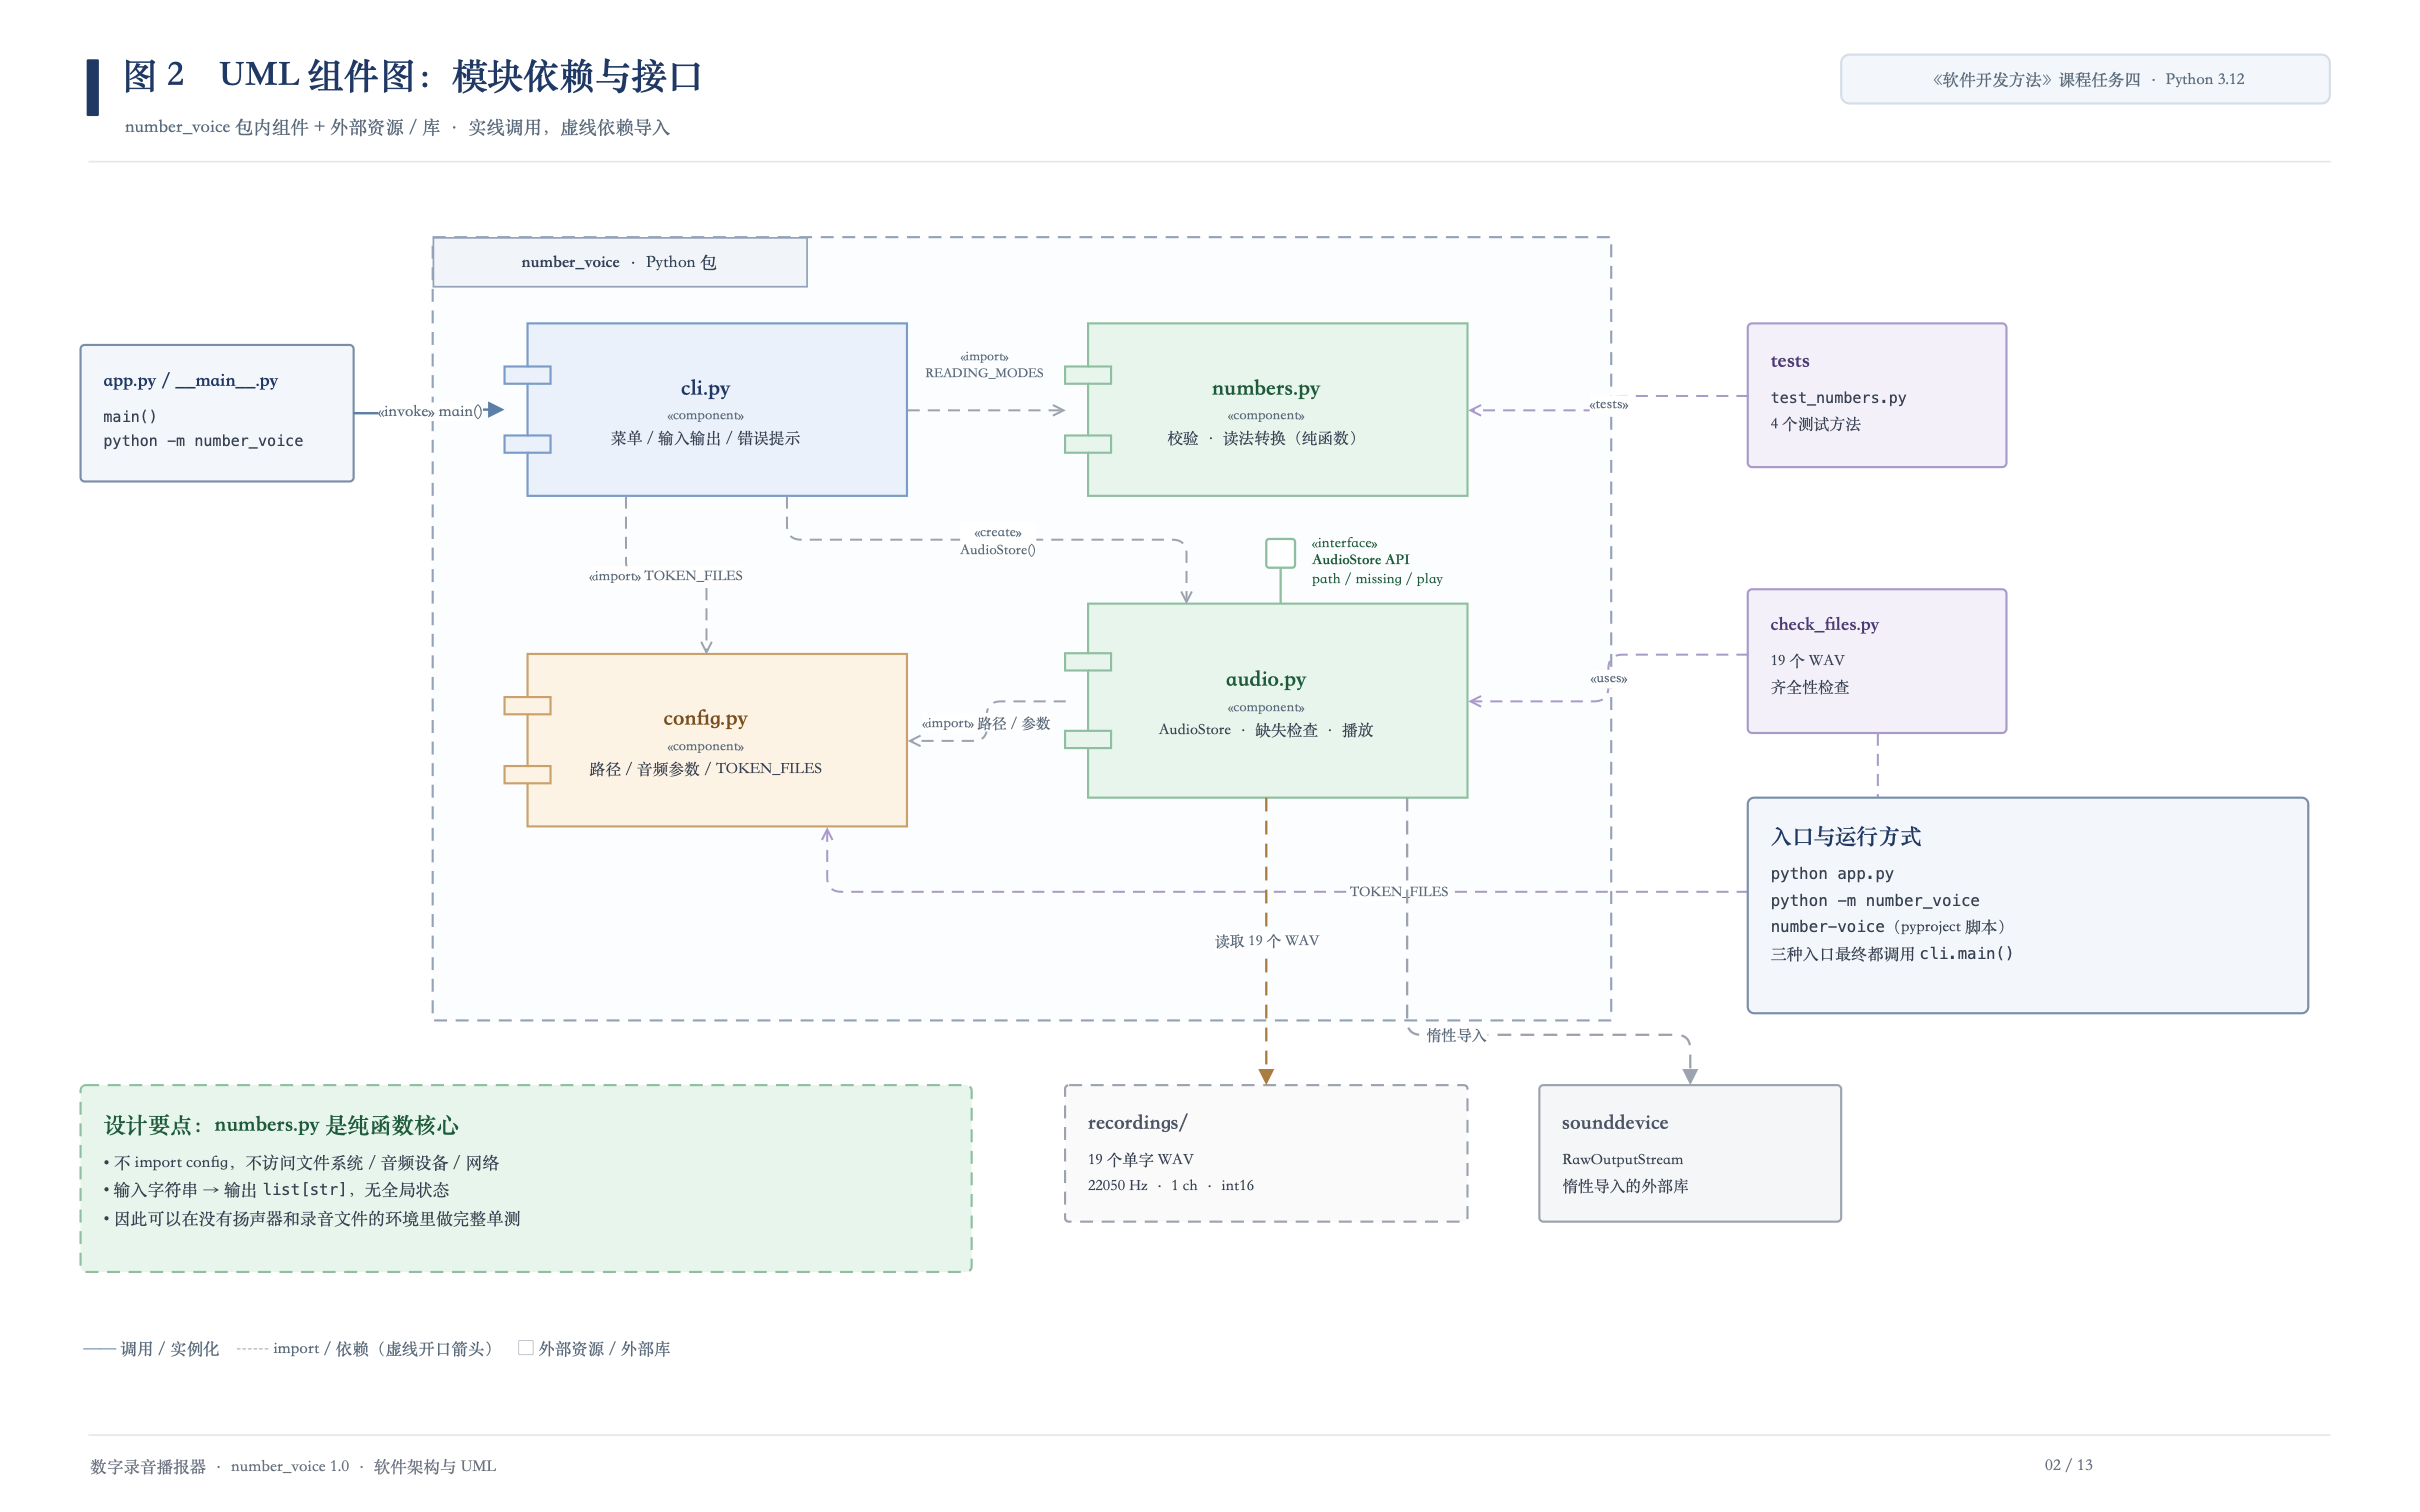 图 2 UML 组件图：模块依赖与接口
《软件开发方法》课程任务四 · Python 3.12
number_voice 包内组件 + 外部资源 / 库 · 实线调用，虚线依赖导入
number_voice · Python 包
app.py / __main__.py
main()
python -m number_voice
«invoke» main()
cli.py
«component»
菜单 / 输入输出 / 错误提示
«import»
READING_MODES
numbers.py
«component»
校验 · 读法转换（纯函数）
«tests»
tests
test_numbers.py
4 个测试方法
«create»
AudioStore()
«import» TOKEN_FILES
«interface»
AudioStore API
path / missing / play
config.py
«component»
路径 / 音频参数 / TOKEN_FILES
«import» 路径 / 参数
audio.py
«component»
AudioStore · 缺失检查 · 播放
«uses»
check_files.py
19 个 WAV
齐全性检查
TOKEN_FILES
读取 19 个 WAV
入口与运行方式
python app.py
python -m number_voice
number-voice（pyproject 脚本）
三种入口最终都调用 cli.main()
惰性导入
设计要点：numbers.py 是纯函数核心
• 不 import config，不访问文件系统 / 音频设备 / 网络
• 输入字符串 → 输出 list[str]，无全局状态
• 因此可以在没有扬声器和录音文件的环境里做完整单测
recordings/
19 个单字 WAV
22050 Hz · 1 ch · int16
sounddevice
RawOutputStream
惰性导入的外部库
调用 / 实例化
import / 依赖（虚线开口箭头）
外部资源 / 外部库
数字录音播报器 · number_voice 1.0 · 软件架构与 UML
02 / 13